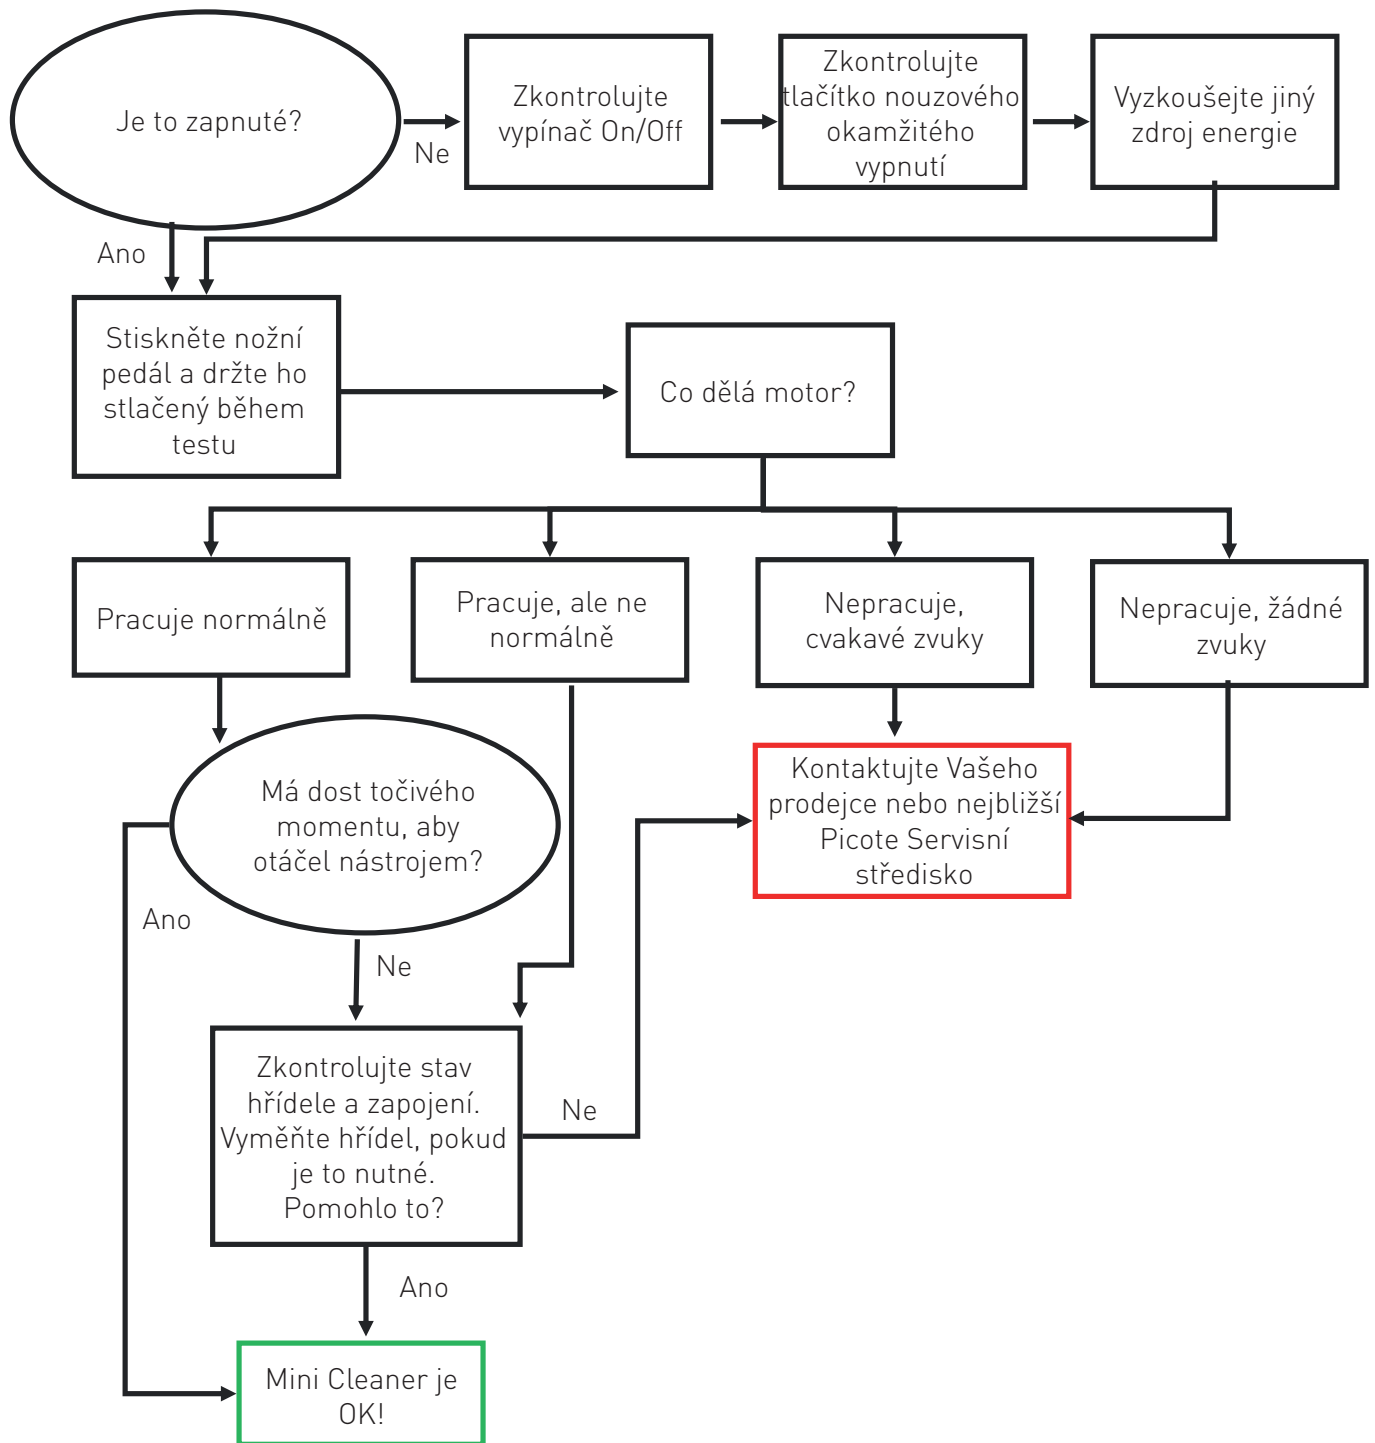 Je to zapnuté?
Ne
Zkontrolujte
vypínač On/Off
Zkontrolujte
tlačítko nouzového
okamžitého
vypnutí
Vyzkoušejte jiný
zdroj energie
Ano
Stiskněte nožní
pedál a držte ho
stlačený během
testu
Co dělá motor?
Pracuje normálně
Pracuje, ale ne
normálně
Nepracuje,
cvakavé zvuky
Nepracuje, žádné
zvuky
Má dost točivého
momentu, aby
otáčel nástrojem?
Kontaktujte Vašeho
prodejce nebo nejbližší
Picote Servisní
středisko
Ano
Ne
Zkontrolujte stav
hřídele a zapojení.
Vyměňte hřídel, pokud
je to nutné.
Pomohlo to?
Ne
Ano
Mini Cleaner je
OK!